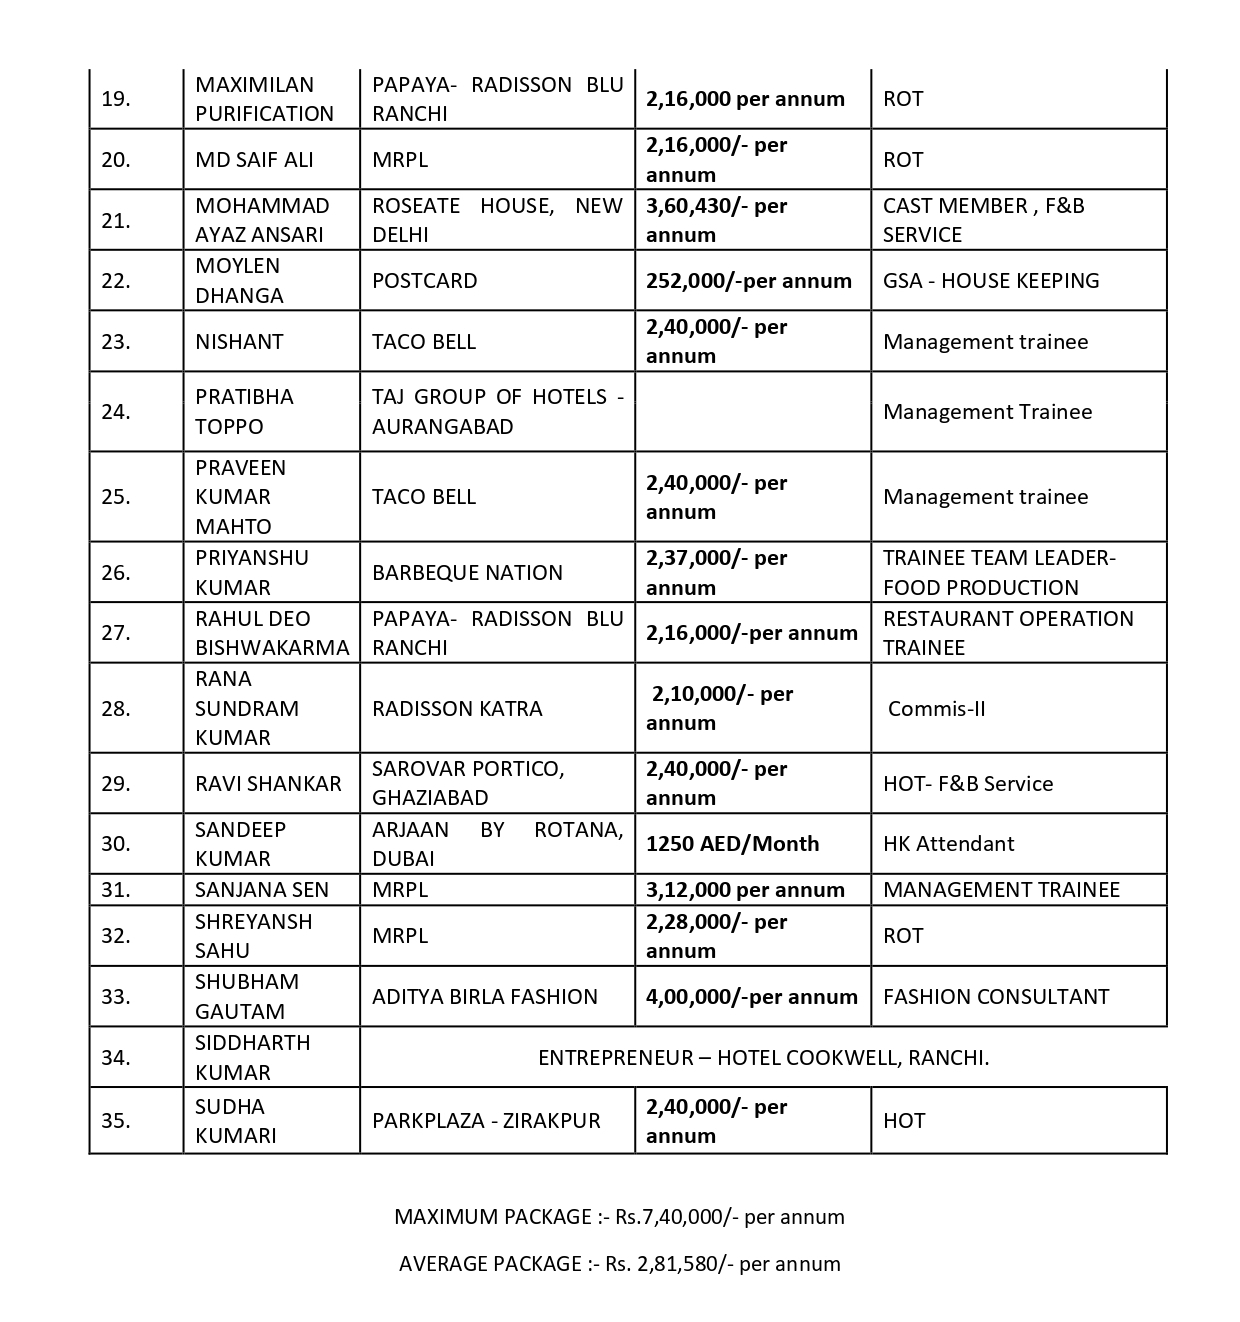 19. MAXIMILAN PURIFICATION PAPAYA- RADISSON BLU RANCHI 2,16,000 per annum ROT
20. MD SAIF ALI MRPL 2,16,000/- per annum ROT
21. MOHAMMAD AYAZ ANSARI ROSEATE HOUSE, NEW DELHI 3,60,430/- per annum CAST MEMBER , F&B SERVICE
22. MOYLEN DHANGA POSTCARD 252,000/-per annum GSA - HOUSE KEEPING
23. NISHANT TACO BELL 2,40,000/- per annum Management trainee
24. PRATIBHA TOPPO TAJ GROUP OF HOTELS - AURANGABAD Management Trainee
25. PRAVEEN KUMAR MAHTO TACO BELL 2,40,000/- per annum Management trainee
26. PRIYANSHU KUMAR BARBEQUE NATION 2,37,000/- per annum TRAINEE TEAM LEADER- FOOD PRODUCTION
27. RAHUL DEO BISHWAKARMA PAPAYA- RADISSON BLU RANCHI 2,16,000/-per annum RESTAURANT OPERATION TRAINEE
28. RANA SUNDRAM KUMAR RADISSON KATRA 2,10,000/- per annum Commis-II
29. RAVI SHANKAR SAROVAR PORTICO, GHAZIABAD 2,40,000/- per annum HOT- F&B Service
30. SANDEEP KUMAR ARJAAN BY ROTANA, DUBAI 1250 AED/Month HK Attendant
31. SANJANA SEN MRPL 3,12,000 per annum MANAGEMENT TRAINEE
32. SHREYANSH SAHU MRPL 2,28,000/- per annum ROT
33. SHUBHAM GAUTAM ADITYA BIRLA FASHION 4,00,000/-per annum FASHION CONSULTANT
34. SIDDHARTH KUMAR ENTREPRENEUR – HOTEL COOKWELL, RANCHI.
35. SUDHA KUMARI PARKPLAZA - ZIRAKPUR 2,40,000/- per annum HOT
MAXIMUM PACKAGE :- Rs.7,40,000/- per annum
AVERAGE PACKAGE :- Rs. 2,81,580/- per annum